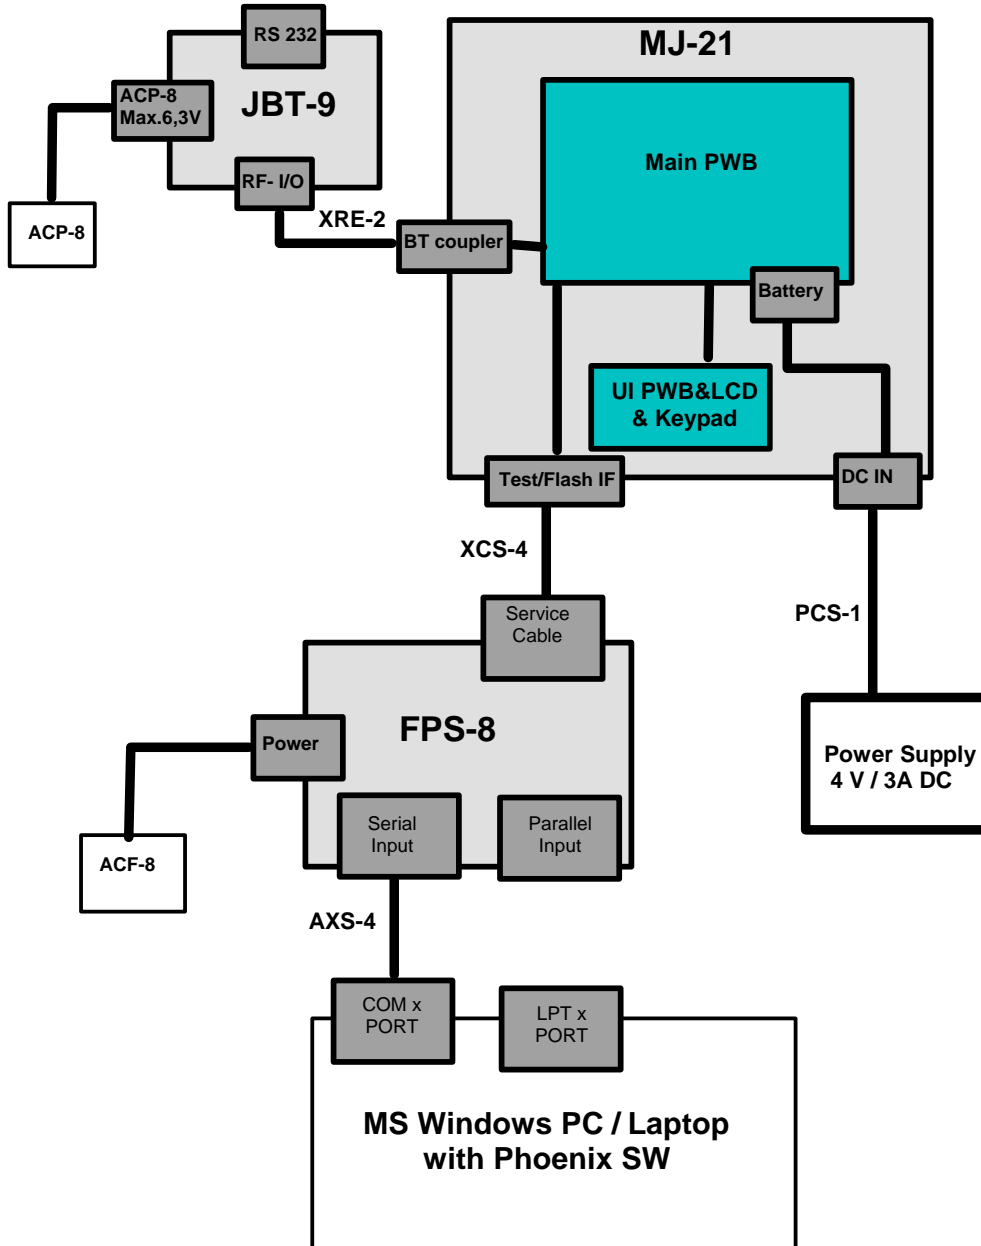 RS 232
JBT-9
ACP-8
Max.6,3V
RF- I/O
ACP-8
XRE-2
MJ-21
Main PWB
BT coupler
Battery
UI PWB&LCD
& Keypad
Test/Flash IF
DC IN
XCS-4
PCS-1
Service
Cable
FPS-8
Power
Serial
Input
Parallel
Input
ACF-8
Power Supply
4 V / 3A DC
AXS-4
COM x
PORT
LPT x
PORT
MS Windows PC / Laptop
with Phoenix SW